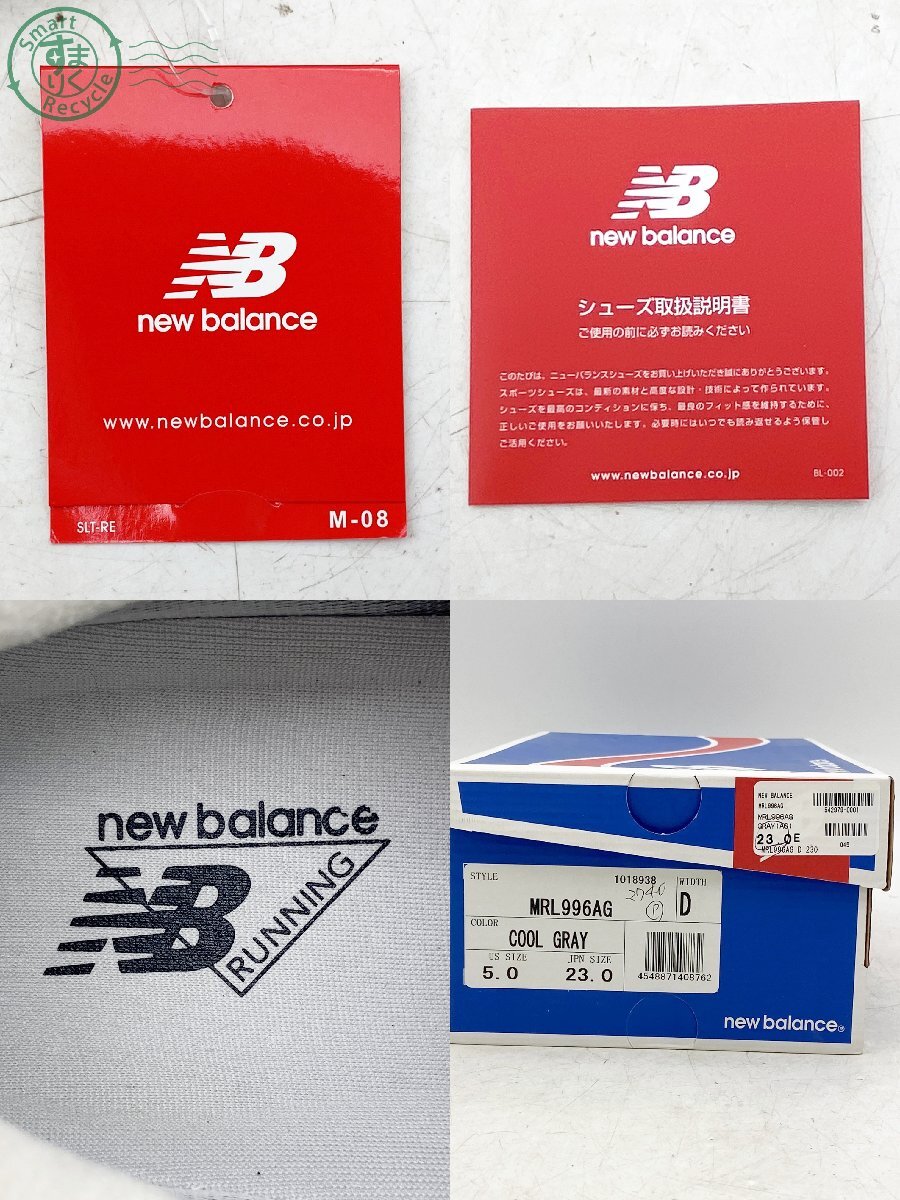 Smart
すまりく
Recycle
NB
new balance
www.newbalance.co.jp
SLT-RE
M-08
NB
new balance
シューズ取扱説明書
ご使用の前に必ずお読みください
このたびは、ニューバランスシューズをお買い上げいただき誠にありがとうございます。
スポーツシューズは、最新の素材と高度な設計・技術によって作られています。
シューズを最高のコンディションに保ち、最良のフィット感を維持するために、
正しいご使用をお願いいたします。必要時にはいつでも読み返せるよう保管し
ご活用ください。
www.newbalance.co.jp
BL-002
new balance
NB
RUNNING
NEW BALANCE
MRL996AG
MRL996AG
GRAY(AG)
23.0E
MRL996AG D 230
046
STYLE
1018938
WIDTH
MRL996AG
D
COLOR
COOL GRAY
US SIZE
JPN SIZE
5.0
23.0
4548871408762
new balance